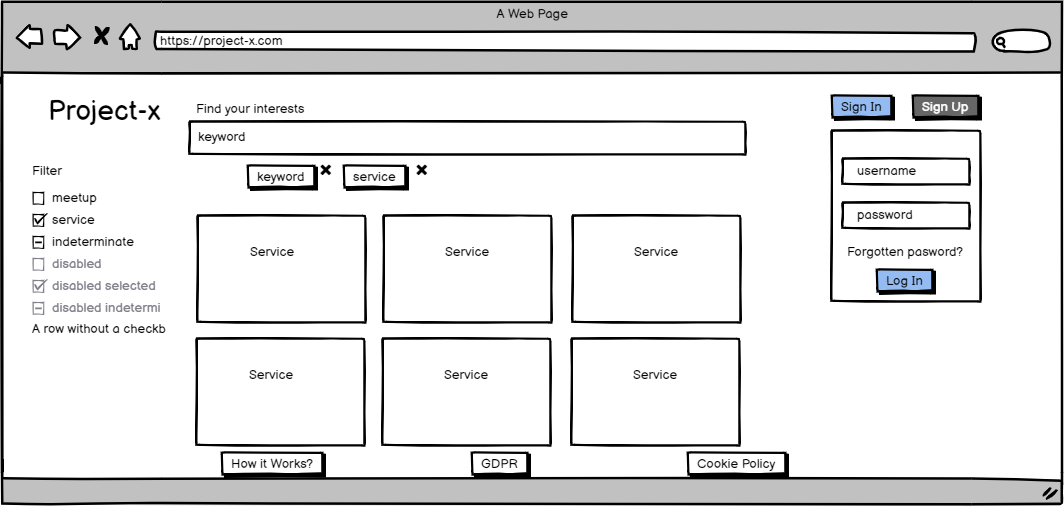 A Web Page
https://project-x.com
Project-x
Find your interests
Sign In
Sign Up
keyword
keyword
service
Filter
meetup
service
indeterminate
disabled
disabled selected
disabled indetermi
A row without a checkb
username
password
Forgotten pasword?
Log In
Service
Service
Service
Service
Service
Service
How it Works?
GDPR
Cookie Policy